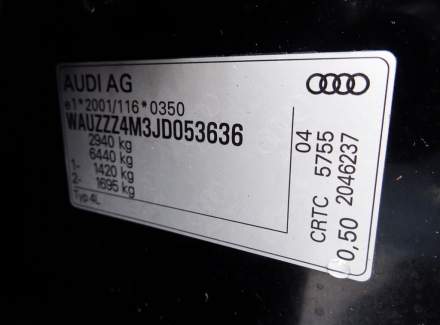 AUDI AG
e1*2001/116*0350
WAUZZZ4M3JD053636
2940 kg
6440 kg
1- 1420 kg
2- 1695 kg
Typ 4L
04
CRTC 5755
0,50 2046237